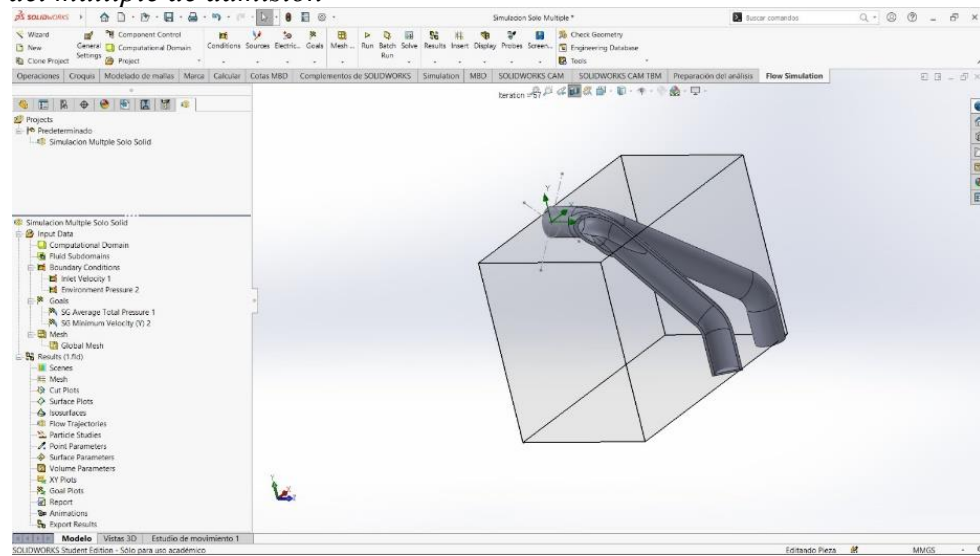 del múltiple de admisión
SOLIDWORKS
Simulacion Solo Multiple *
Buscar comandos
Wizard
New
Clone Project
General Settings
Component Control
Computational Domain
Project
Conditions
Sources
Electric...
Goals
Mesh ...
Run
Batch Run
Solve
Results
Insert
Display
Probes
Screen...
Check Geometry
Engineering Database
Tools
Operaciones
Croquis
Modelado de mallas
Marca
Calcular
Cotas MBD
Complementos de SOLIDWORKS
Simulation
MBD
SOLIDWORKS CAM
SOLIDWORKS CAM TBM
Preparación del análisis
Flow Simulation
Projects
Predeterminado
Simulacion Multple Solo Solid
Simulacion Multple Solo Solid
Input Data
Computational Domain
Fluid Subdomains
Boundary Conditions
Inlet Velocity 1
Environment Pressure 2
Goals
SG Average Total Pressure 1
SG Minimum Velocity (Y) 2
Mesh
Global Mesh
Results (1.fld)
Scenes
Mesh
Cut Plots
Surface Plots
Isosurfaces
Flow Trajectories
Particle Studies
Point Parameters
Surface Parameters
Volume Parameters
XY Plots
Goal Plots
Report
Animations
Export Results
Y
Modelo
Vistas 3D
Estudio de movimiento 1
SOLIDWORKS Student Edition - Sólo para uso académico
Editando Pieza
MMGS